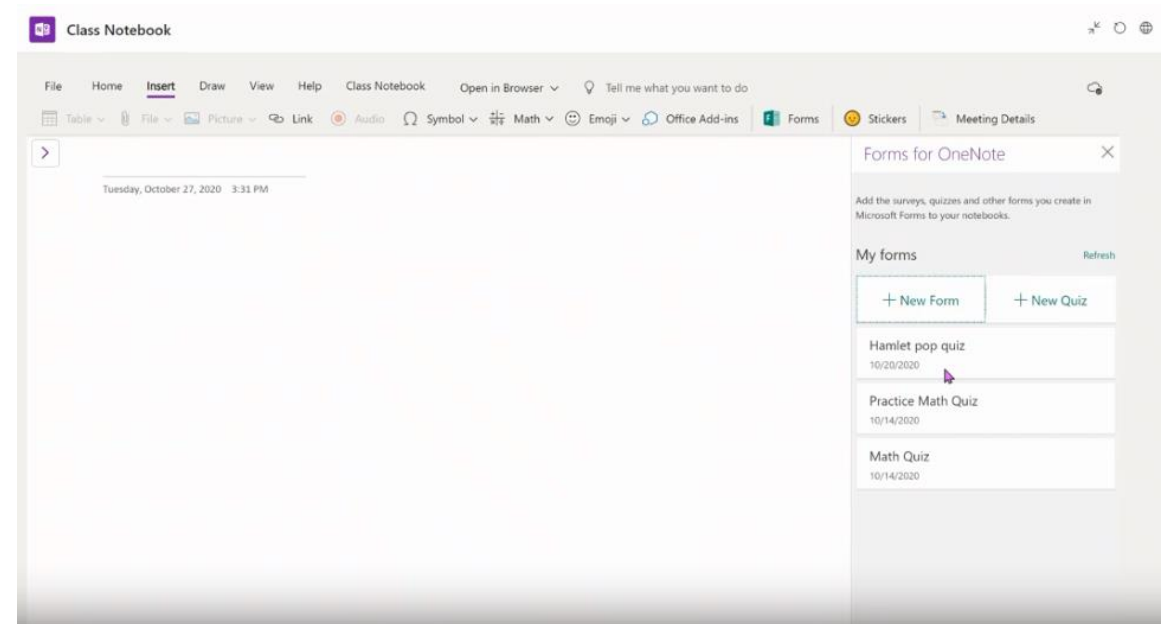 Class Notebook
File Home Insert Draw View Help Class Notebook Open in Browser Tell me what you want to do
Table File Picture Link Audio Symbol Math Emoji Office Add-ins Forms Stickers Meeting Details
Forms for OneNote
Tuesday, October 27, 2020 3:31 PM
Add the surveys, quizzes and other forms you create in
Microsoft Forms to your notebooks.
My forms Refresh
+ New Form + New Quiz
Hamlet pop quiz
10/20/2020
Practice Math Quiz
10/14/2020
Math Quiz
10/14/2020